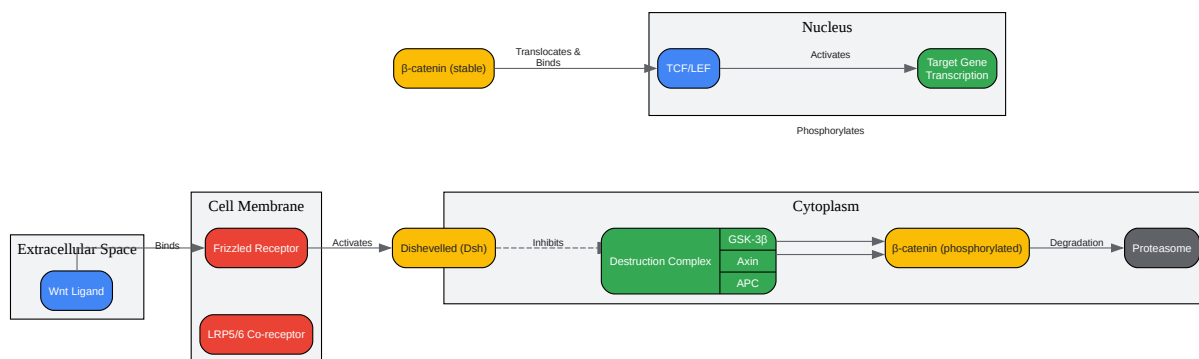 Nucleus
Translocates &
Binds
Activates
β-catenin (stable)
TCF/LEF
Target Gene
Transcription
Phosphorylates
Cell Membrane
Cytoplasm
Extracellular Space
Binds
Frizzled Receptor
Activates
Dishevelled (Dsh)
Inhibits
Destruction Complex
GSK-3β
Axin
APC
β-catenin (phosphorylated)
Degradation
Proteasome
Wnt Ligand
LRP5/6 Co-receptor